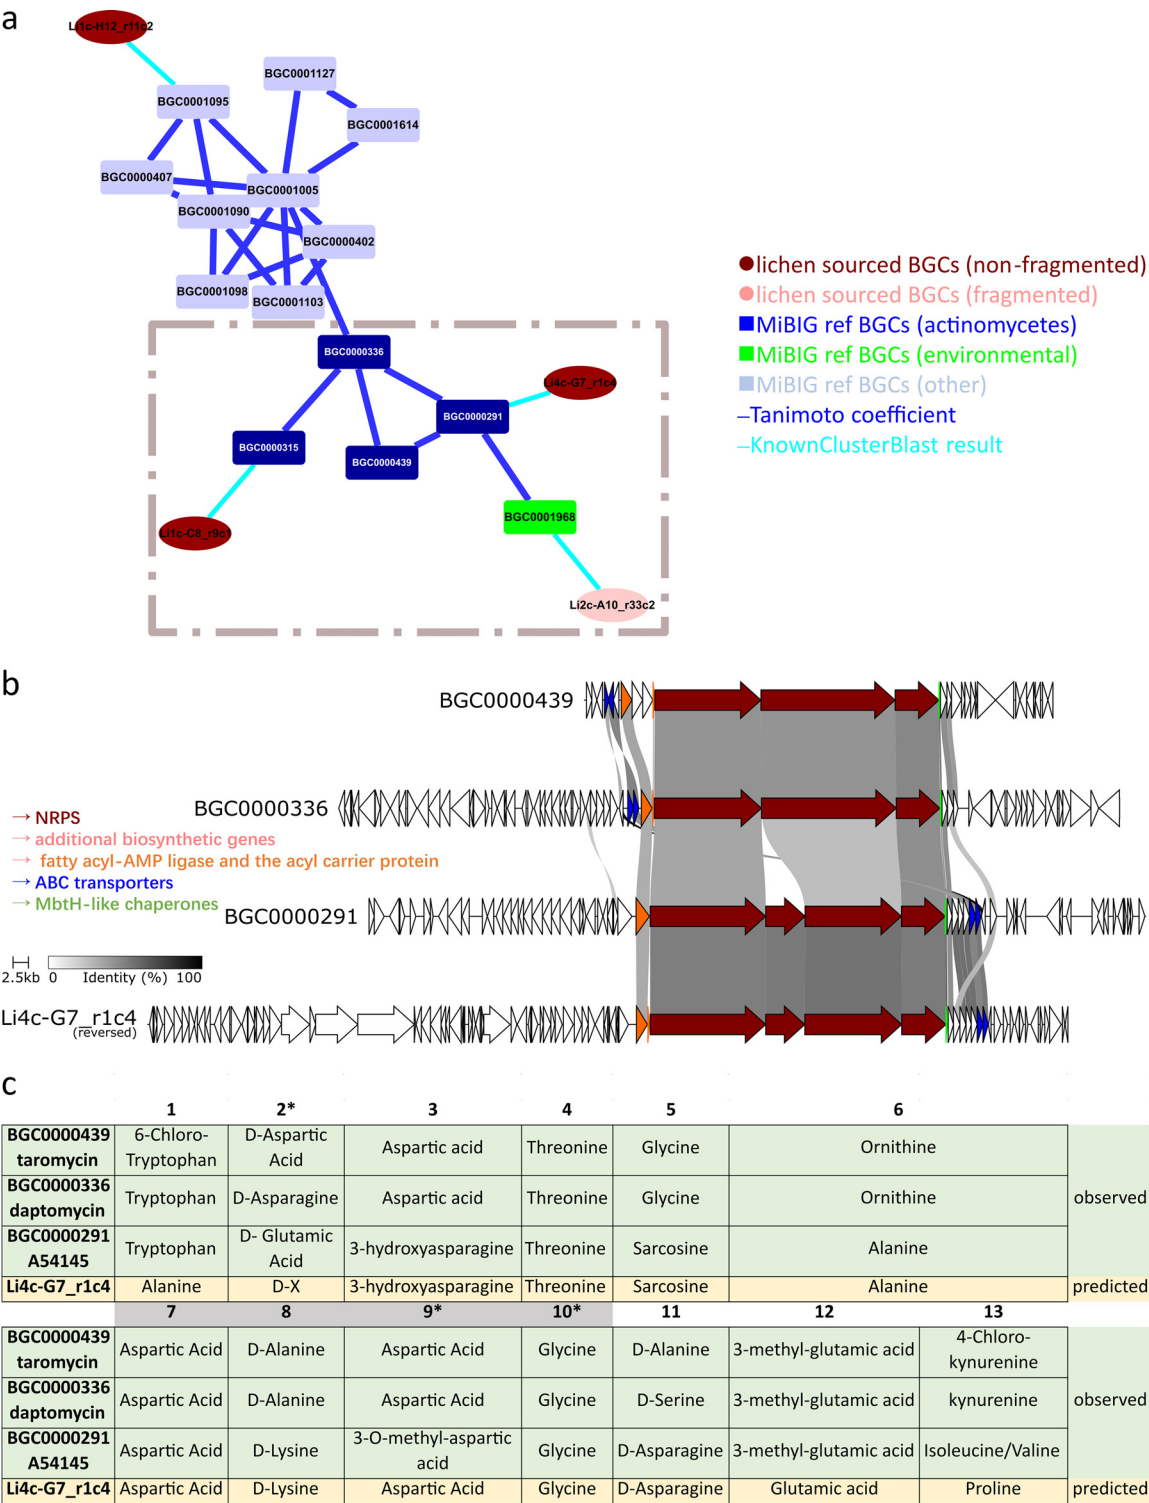 a
Li1c-H12_r11c2
BGC0001127
BGC0001095
BGC0001614
BGC0000407
BGC0001005
BGC0001090
BGC0000402
BGC0001098
BGC0001103
BGC0000336
Li4c-G7_r1c4
BGC0000291
BGC0000315
BGC0000439
BGC0001968
Li1c-C8_r9c1
Li2c-A10_r33c2
lichen sourced BGCs (non-fragmented)
lichen sourced BGCs (fragmented)
MiBIG ref BGCs (actinomycetes)
MiBIG ref BGCs (environmental)
MiBIG ref BGCs (other)
–Tanimoto coefficient
–KnownClusterBlast result
b
BGC0000439
BGC0000336
→ NRPS
→ additional biosynthetic genes
→ fatty acyl-AMP ligase and the acyl carrier protein
→ ABC transporters
→ MbtH-like chaperones
BGC0000291
2.5kb 0 Identity (%) 100
Li4c-G7_r1c4
(reversed)
c
1 2* 3 4 5 6
BGC0000439 taromycin 6-Chloro-Tryptophan D-Aspartic Acid Aspartic acid Threonine Glycine Ornithine
BGC0000336 daptomycin Tryptophan D-Asparagine Aspartic acid Threonine Glycine Ornithine observed
BGC0000291 A54145 Tryptophan D- Glutamic Acid 3-hydroxyasparagine Threonine Sarcosine Alanine
Li4c-G7_r1c4 Alanine D-X 3-hydroxyasparagine Threonine Sarcosine Alanine predicted
7 8 9* 10* 11 12 13
BGC0000439 taromycin Aspartic Acid D-Alanine Aspartic Acid Glycine D-Alanine 3-methyl-glutamic acid 4-Chloro-kynurenine
BGC0000336 daptomycin Aspartic Acid D-Alanine Aspartic Acid Glycine D-Serine 3-methyl-glutamic acid kynurenine observed
BGC0000291 A54145 Aspartic Acid D-Lysine 3-O-methyl-aspartic acid Glycine D-Asparagine 3-methyl-glutamic acid Isoleucine/Valine
Li4c-G7_r1c4 Aspartic Acid D-Lysine Aspartic Acid Glycine D-Asparagine Glutamic acid Proline predicted